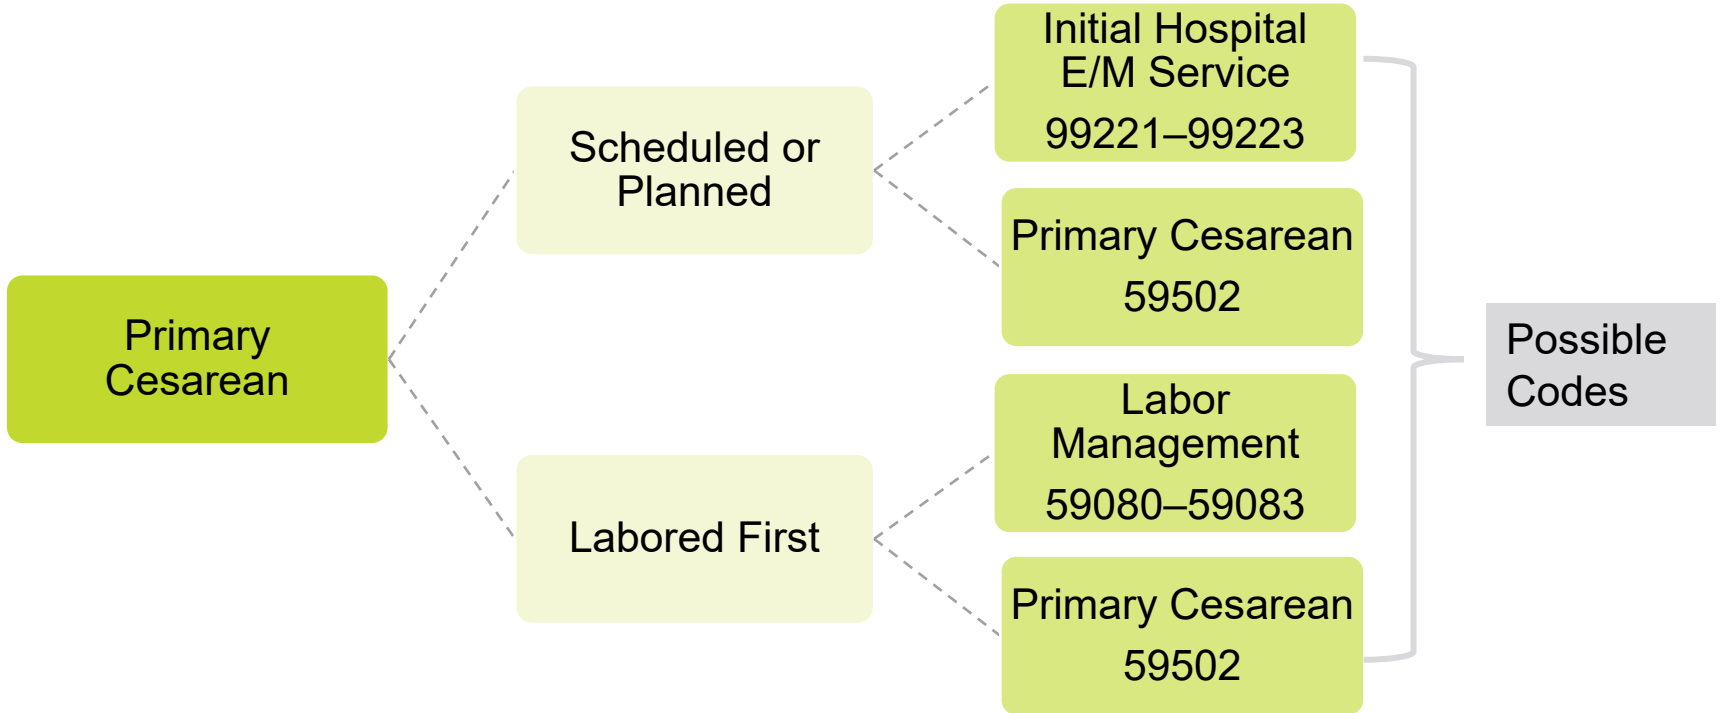 Primary
Cesarean
Scheduled or
Planned
Initial Hospital
E/M Service
99221–99223
Primary Cesarean
59502
Labored First
Labor
Management
59080–59083
Primary Cesarean
59502
Possible
Codes